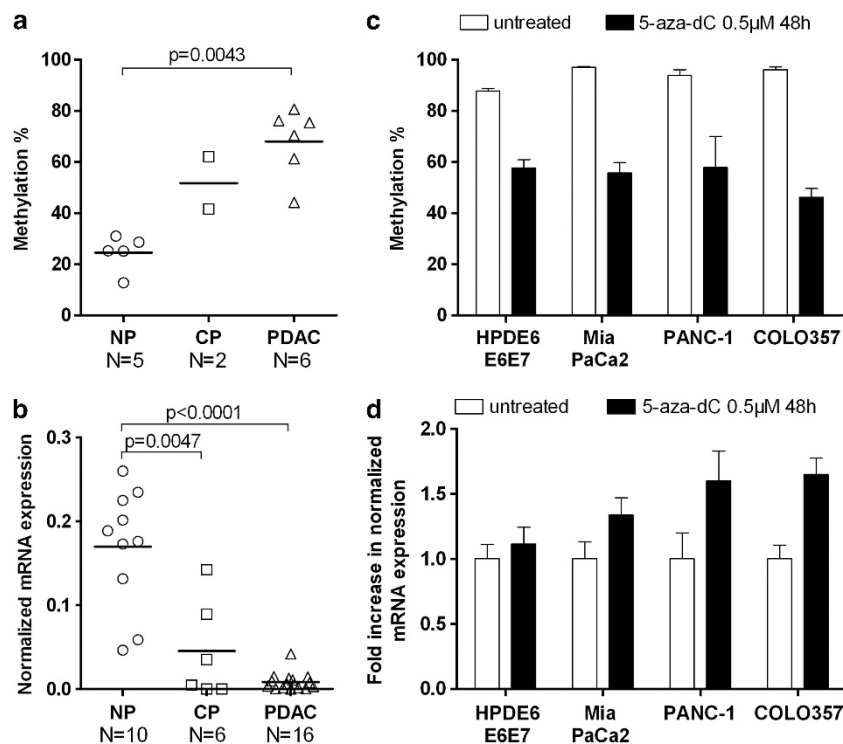 a
p=0.0043
Methylation %
100
80
60
40
20
0
NP
CP
PDAC
N=5
N=2
N=6
c
untreated
5-aza-dC 0.5µM 48h
Methylation %
100
80
60
40
20
0
HPDE6
E6E7
Mia
PaCa2
PANC-1
COLO357
b
p<0.0001
p=0.0047
Normalized mRNA expression
0.3
0.2
0.1
0.0
NP
CP
PDAC
N=10
N=6
N=16
d
untreated
5-aza-dC 0.5µM 48h
Fold increase in normalized
mRNA expression
2.0
1.5
1.0
0.5
0.0
HPDE6
E6E7
Mia
PaCa2
PANC-1
COLO357